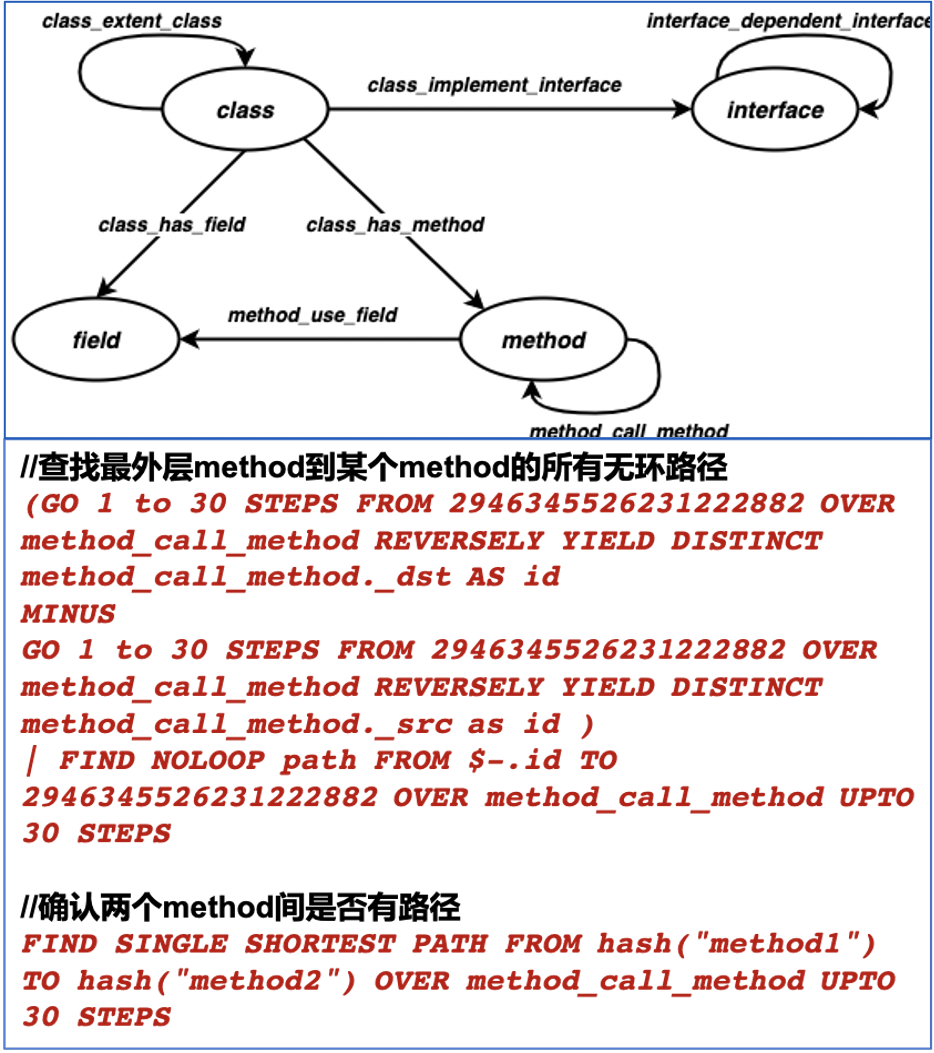 class_extent_class
interface_dependent_interface
class_implement_interface
class
interface
class_has_field
class_has_method
method_use_field
field
method
method_call_method
//查找最外层method到某个method的所有无环路径
(GO 1 to 30 STEPS FROM 2946345526231222882 OVER
method_call_method REVERSELY YIELD DISTINCT
method_call_method._dst AS id
MINUS
GO 1 to 30 STEPS FROM 2946345526231222882 OVER
method_call_method REVERSELY YIELD DISTINCT
method_call_method._src as id )
| FIND NOLOOP path FROM $-.id TO
2946345526231222882 OVER method_call_method UPTO
30 STEPS
//确认两个method间是否有路径
FIND SINGLE SHORTEST PATH FROM hash("method1")
TO hash("method2") OVER method_call_method UPTO
30 STEPS